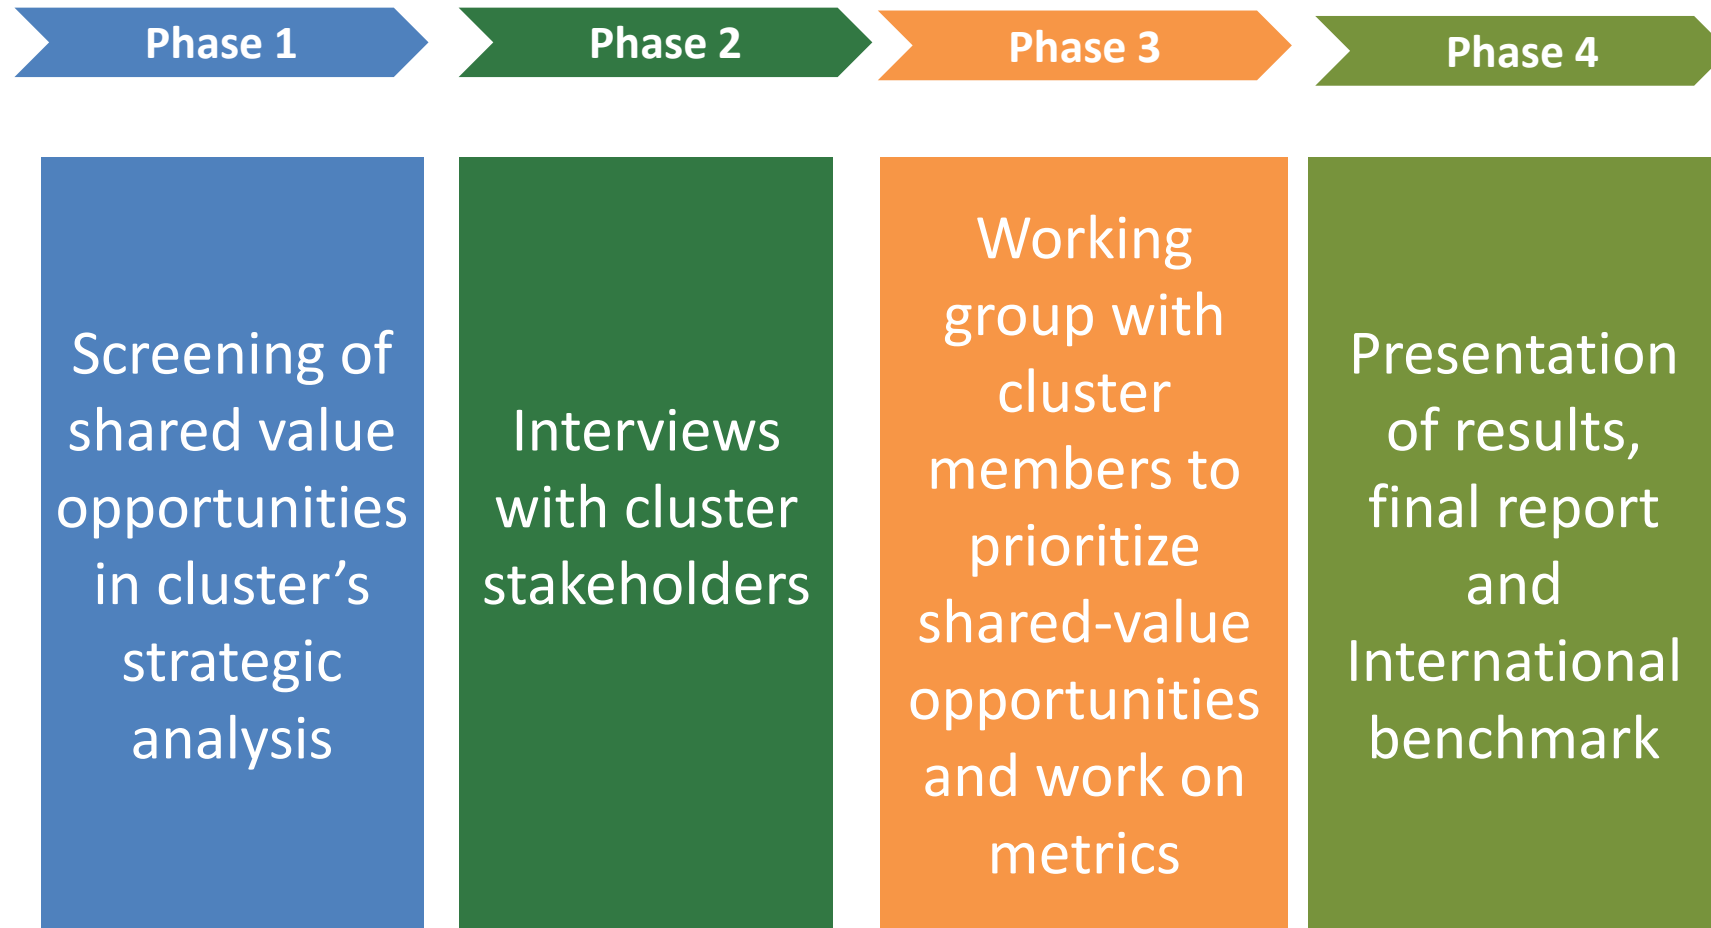 Phase 1
Phase 2
Phase 3
Phase 4
Screening of
shared value
opportunities
in cluster’s
strategic
analysis
Interviews
with cluster
stakeholders
Working
group with
cluster
members to
prioritize
shared-value
opportunities
and work on
metrics
Presentation
of results,
final report
and
International
benchmark